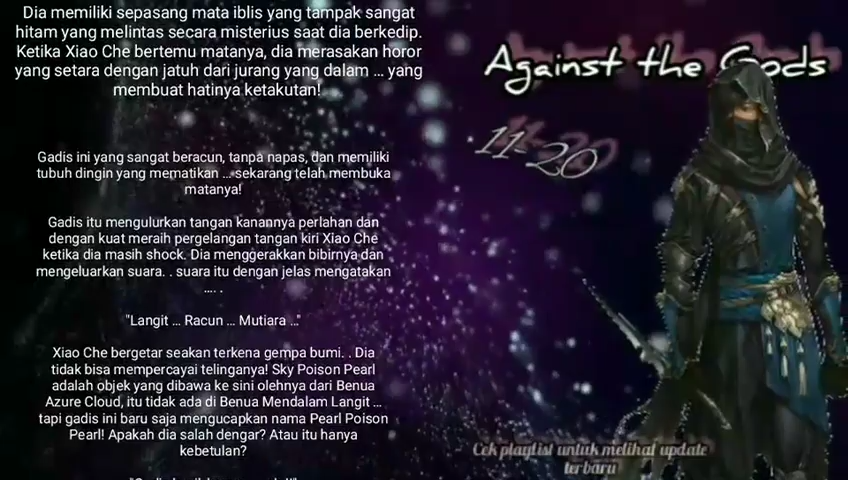 Dia memiliki sepasang mata iblis yang tampak sangat
hitam yang melintas secara misterius saat dia berkedip.
Ketika Xiao Che bertemu matanya, dia merasakan horor
yang setara dengan jatuh dari jurang yang dalam ... yang
membuat hatinya ketakutan!
Gadis ini yang sangat beracun, tanpa napas, dan memiliki
tubuh dingin yang mematikan ... sekarang telah membuka
matanya!
Gadis itu mengulurkan tangan kanannya perlahan dan
dengan kuat meraih pergelangan tangan kiri Xiao Che
ketika dia masih shock. Dia menggerakkan bibirnya dan
mengeluarkan suara. . suara itu dengan jelas mengatakan
.... .
"Langit ... Racun ... Mutiara ..."
Xiao Che bergetar seakan terkena gempa bumi. . Dia
tidak bisa mempercayai telinganya! Sky Poison Pearl
adalah objek yang dibawa ke sini olehnya dari Benua
Azure Cloud, itu tidak ada di Benua Mendalam Langit ...
tapi gadis ini baru saja mengucapkan nama Pearl Poison
Pearl! Apakah dia salah dengar? Atau itu hanya
kebetulan?
Against the Gods
11-20
Cek playlist untuk melihat update
terbaru